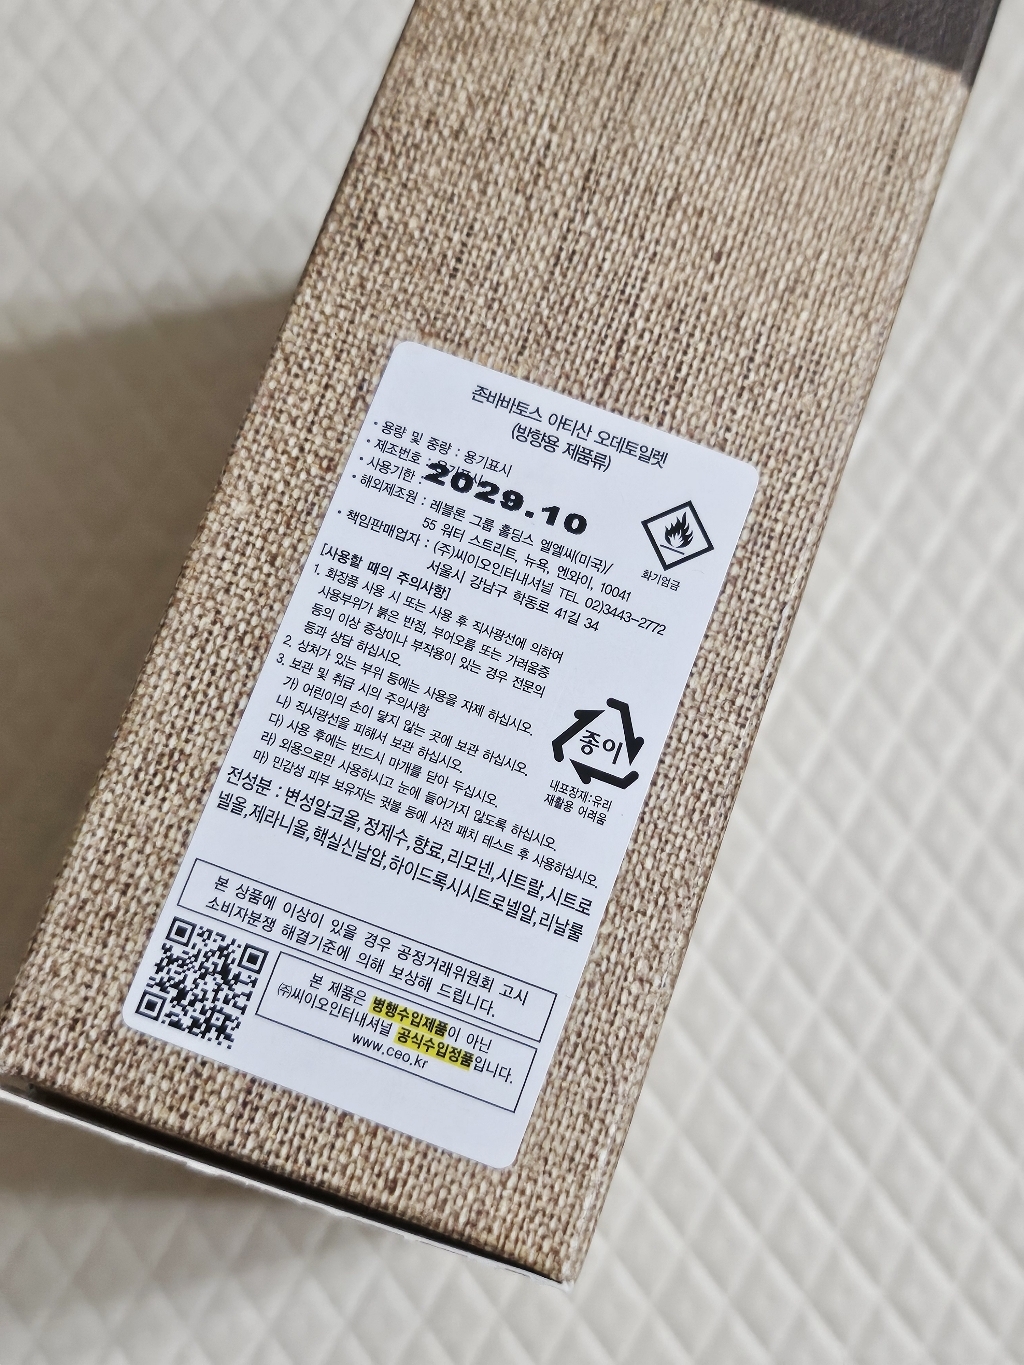 존바바토스 아티산 오데토일렛
(방향용 제품류)
• 용량 및 중량 : 용기표시
• 제조번호 : 용기표시
• 사용기한 : 2029.10
• 해외제조원 : 레블론 그룹 홀딩스 엘엘씨(미국)/
55 워터 스트리트, 뉴욕, 엔와이, 10041
• 책임판매업자 : (주)씨이오인터내셔널 TEL 02)3443-2772
서울시 강남구 학동로 41길 34
화기엄금
[사용할 때의 주의사항]
1. 화장품 사용 시 또는 사용 후 직사광선에 의하여
사용부위가 붉은 반점, 부어오름 또는 가려움증
등의 이상 증상이나 부작용이 있는 경우 전문의
등과 상담 하십시오.
2. 상처가 있는 부위 등에는 사용을 자제 하십시오.
3. 보관 및 취급 시의 주의사항
가) 어린이의 손이 닿지 않는 곳에 보관 하십시오.
나) 직사광선을 피해서 보관 하십시오.
다) 사용 후에는 반드시 마개를 닫아 두십시오.
라) 외용으로만 사용하시고 눈에 들어가지 않도록 하십시오.
마) 민감성 피부 보유자는 귓볼 등에 사전 패치 테스트 후 사용하십시오.
종이
내포장재:유리
재활용 어려움
전성분 : 변성알코올,정제수,향료,리모넨,시트랄,시트로
넬올,제라니올,핵실신날암,하이드록시시트로넬알,리날룰
본 상품에 이상이 있을 경우 공정거래위원회 고시
소비자분쟁 해결기준에 의해 보상해 드립니다.
본 제품은 병행수입제품이 아닌
㈜씨이오인터내셔널 공식수입정품입니다.
www.ceo.kr